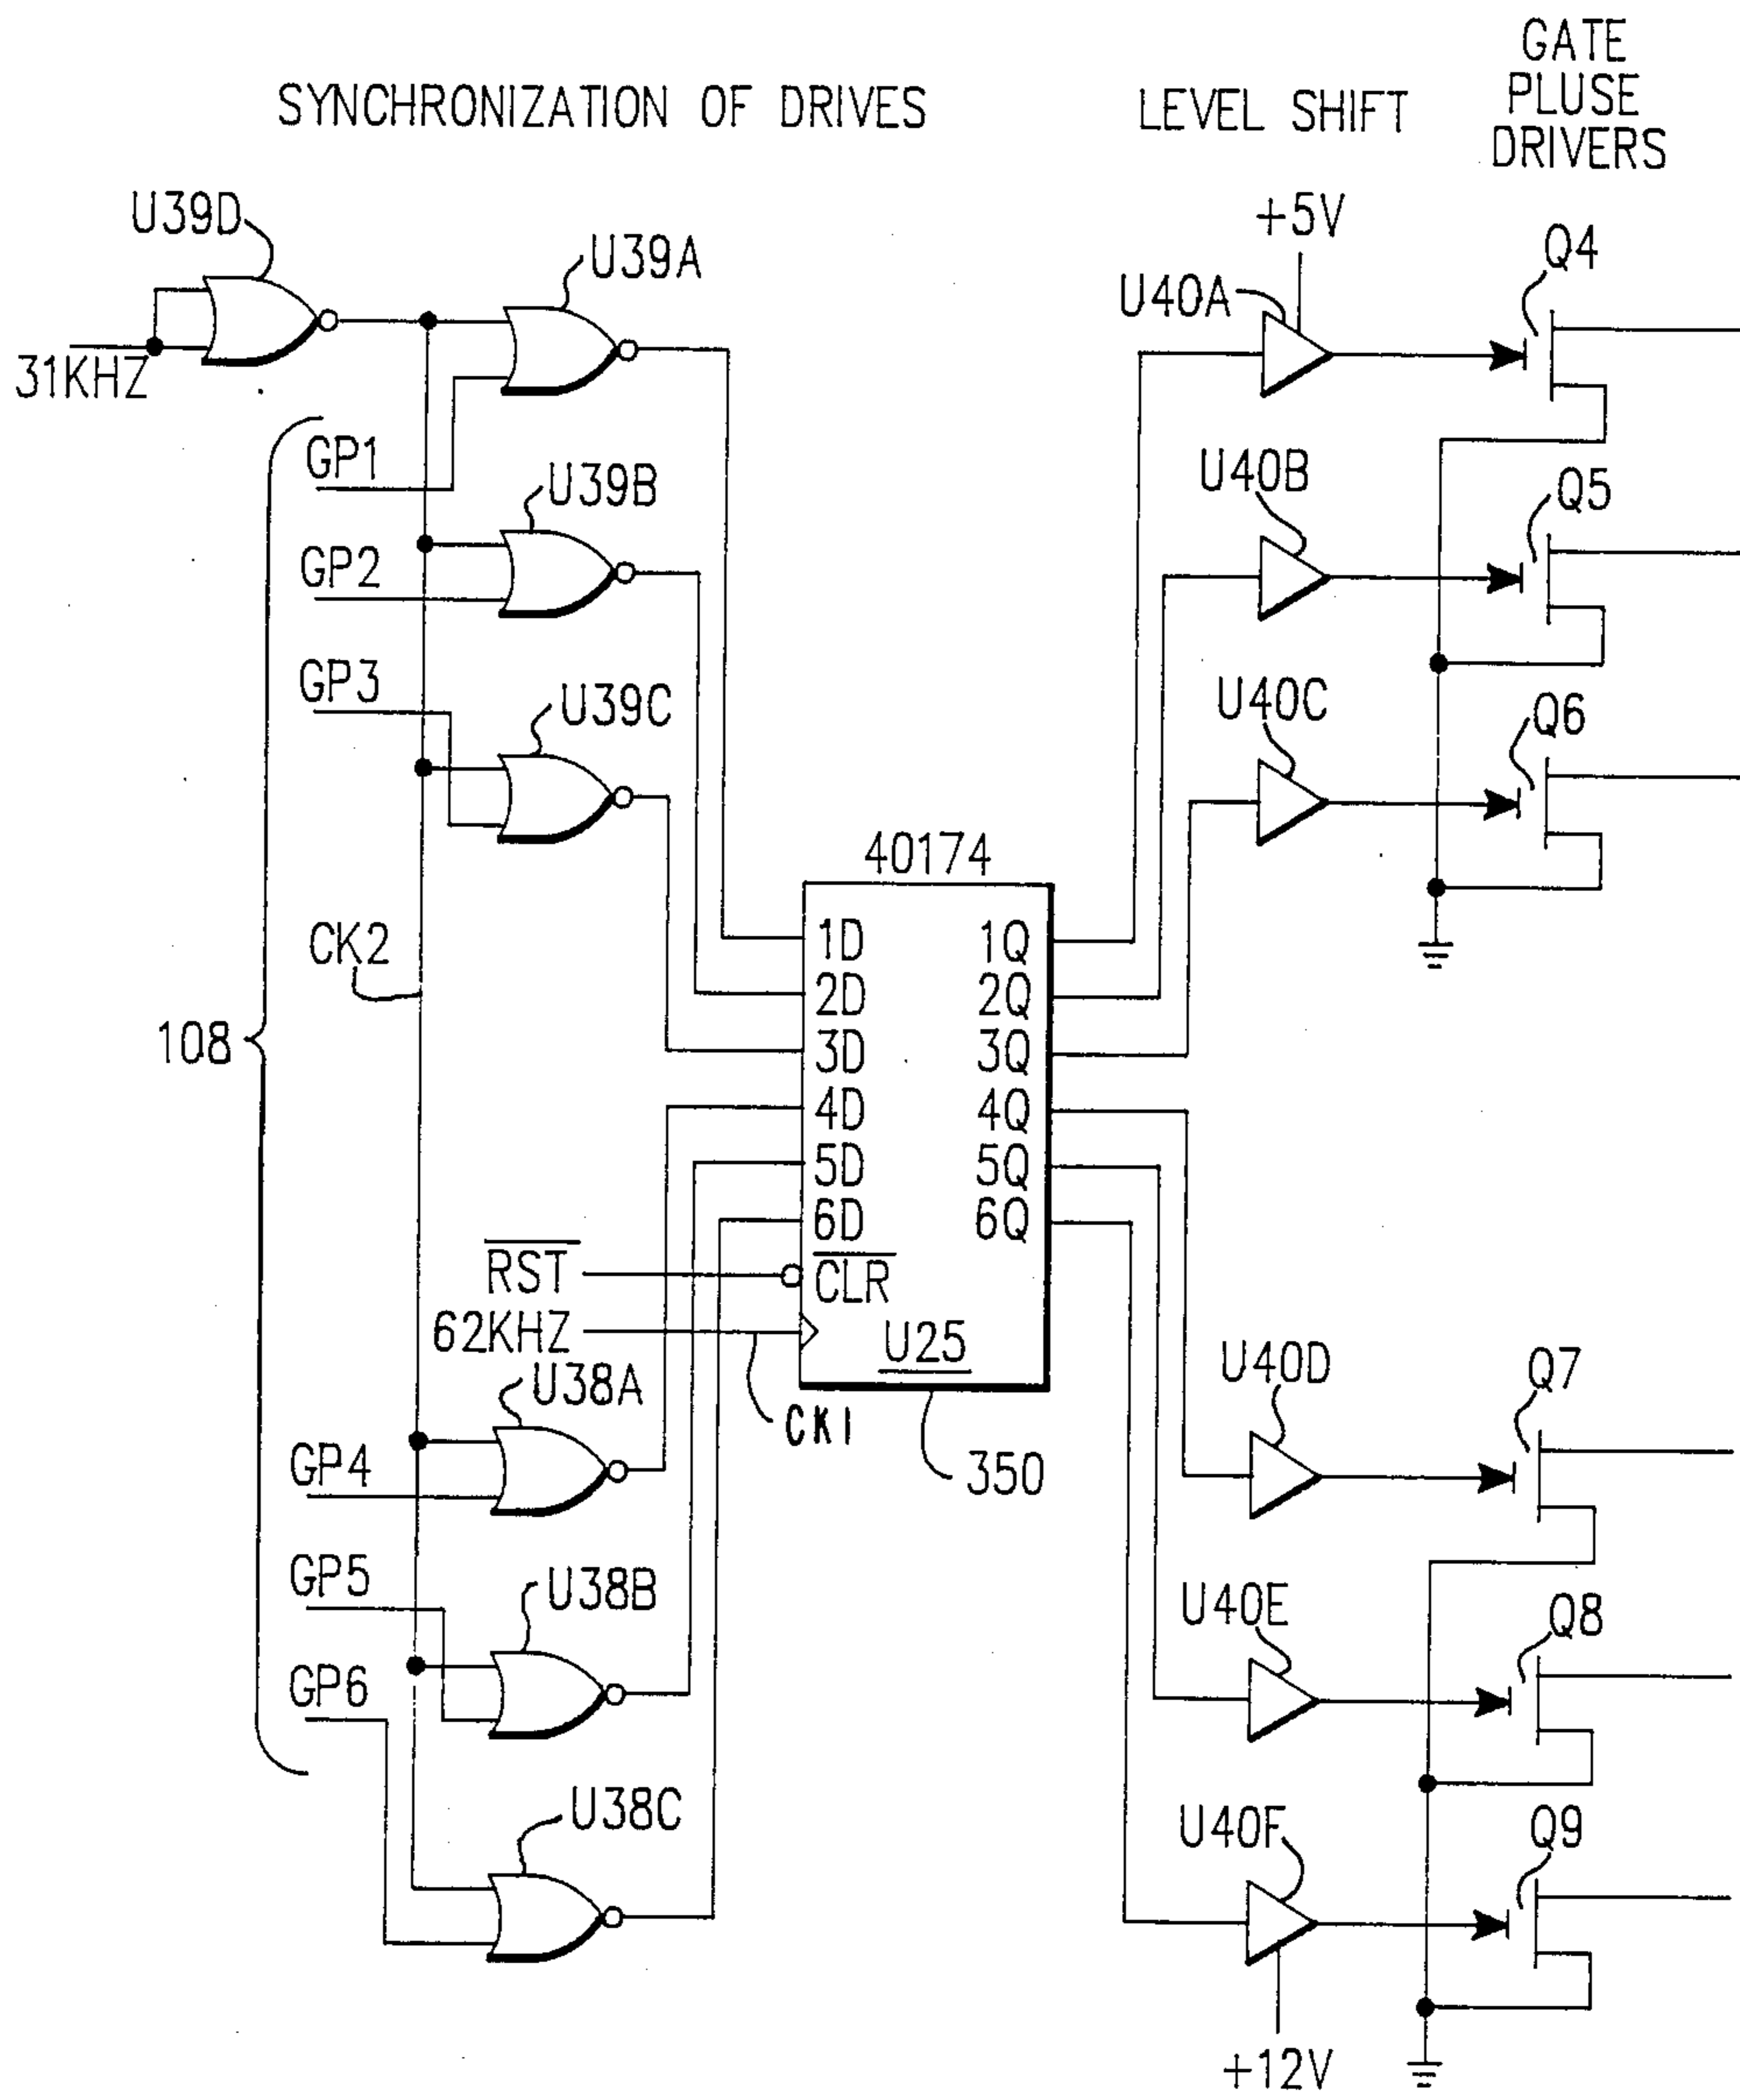 GATE
PLUSE
DRIVERS
SYNCHRONIZATION OF DRIVES
LEVEL SHIFT
U39D
U39A
+5V
Q4
U40A
31KHZ
GP1
U39B
U40B
Q5
GP2
GP3
U39C
U40C
Q6
40174
CK2
1D 1Q
2D 2Q
108
3D 3Q
4D 4Q
5D 5Q
6D 6Q
RST
CLR
62KHZ
U25
U38A
CK1
350
U40D
Q7
GP4
GP5
U38B
U40E
Q8
GP6
U38C
U40F
Q9
+12V